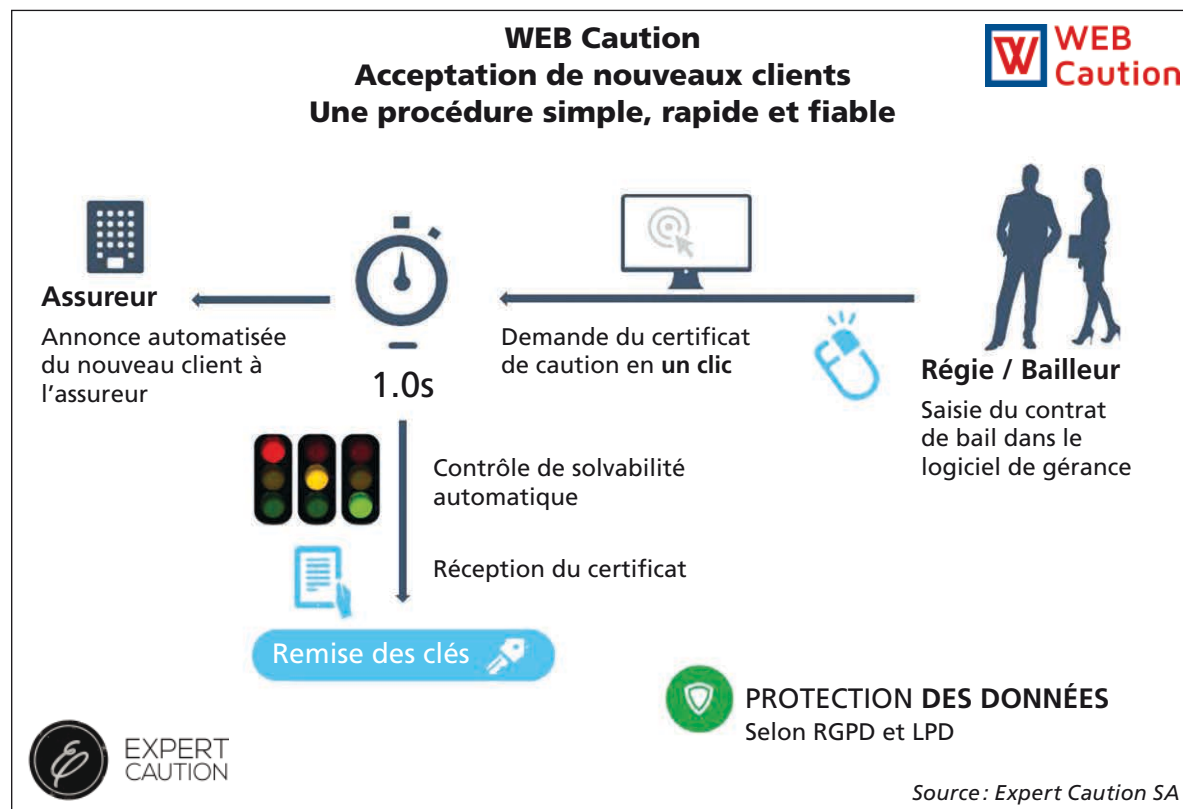 WEB Caution
Acceptation de nouveaux clients
Une procédure simple, rapide et fiable
WEB
Caution
Assureur
Annonce automatisée
du nouveau client à
l’assureur
1.0s
Demande du certificat
de caution en un clic
Régie / Bailleur
Saisie du contrat
de bail dans le
logiciel de gérance
Contrôle de solvabilité
automatique
Réception du certificat
Remise des clés
PROTECTION DES DONNÉES
Selon RGPD et LPD
EXPERT
CAUTION
Source : Expert Caution SA